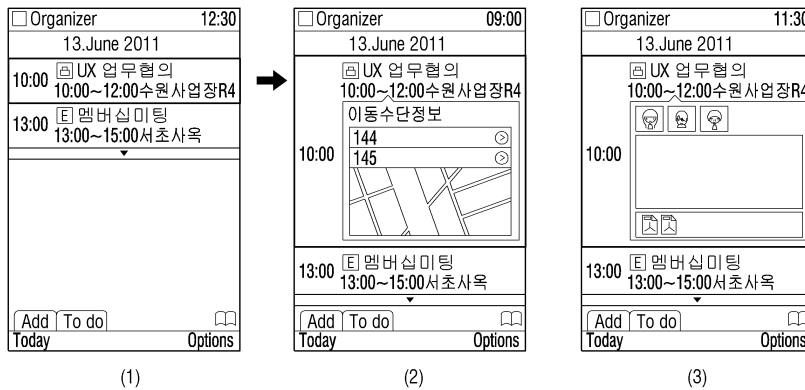 Organizer 12:30
13.June 2011
10:00 UX 업무협의
10:00~12:00수원사업장R4
13:00 E 멤버십미팅
13:00~15:00서초사옥
Add To do
Today Options
(1)
Organizer 09:00
13.June 2011
UX 업무협의
10:00~12:00수원사업장R4
이동수단정보
144
145
10:00
13:00 E 멤버십미팅
13:00~15:00서초사옥
Add To do
Today Options
(2)
Organizer 11:30
13.June 2011
UX 업무협의
10:00~12:00수원사업장R4
10:00
13:00 E 멤버십미팅
13:00~15:00서초사옥
Add To do
Today Options
(3)